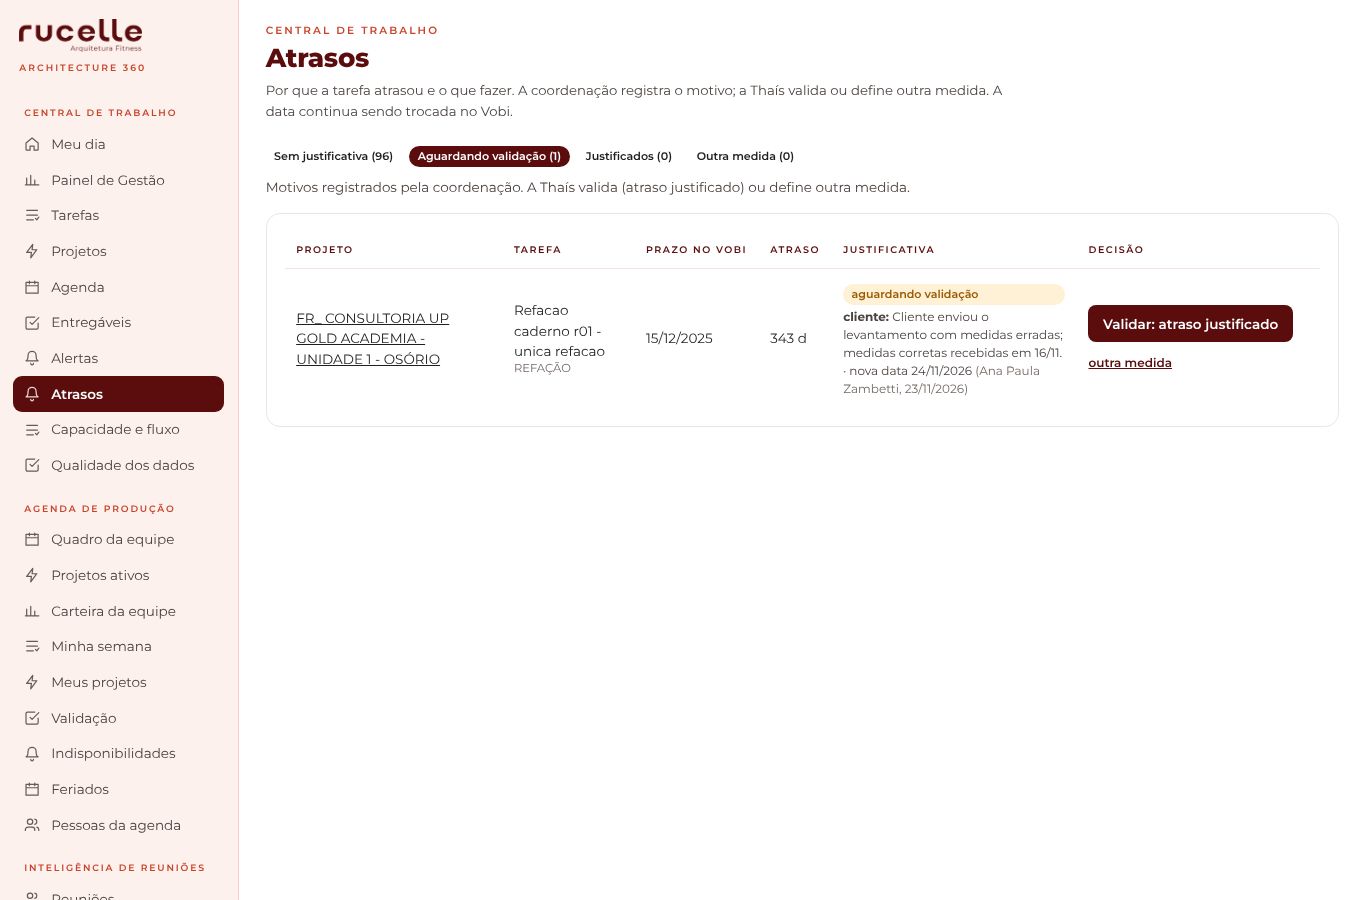 rucelle
Arquitetura Fitness
ARCHITECTURE 360
CENTRAL DE TRABALHO
Meu dia
Painel de Gestão
Tarefas
Projetos
Agenda
Entregáveis
Alertas
Atrasos
Capacidade e fluxo
Qualidade dos dados
AGENDA DE PRODUÇÃO
Quadro da equipe
Projetos ativos
Carteira da equipe
Minha semana
Meus projetos
Validação
Indisponibilidades
Feriados
Pessoas da agenda
INTELIGÊNCIA DE REUNIÕES
Reuniões
CENTRAL DE TRABALHO
Atrasos
Por que a tarefa atrasou e o que fazer. A coordenação registra o motivo; a Thaís valida ou define outra medida. A
data continua sendo trocada no Vobi.
Sem justificativa (96) Aguardando validação (1) Justificados (0) Outra medida (0)
Motivos registrados pela coordenação. A Thaís valida (atraso justificado) ou define outra medida.
PROJETO TAREFA PRAZO NO VOBI ATRASO JUSTIFICATIVA DECISÃO
FR_ CONSULTORIA UP
GOLD ACADEMIA -
UNIDADE 1 - OSÓRIO
Refacao
caderno r01 -
unica refacao
REFAÇÃO
15/12/2025
343 d
aguardando validação
cliente: Cliente enviou o
levantamento com medidas erradas;
medidas corretas recebidas em 16/11.
· nova data 24/11/2026 (Ana Paula
Zambetti, 23/11/2026)
Validar: atraso justificado
outra medida